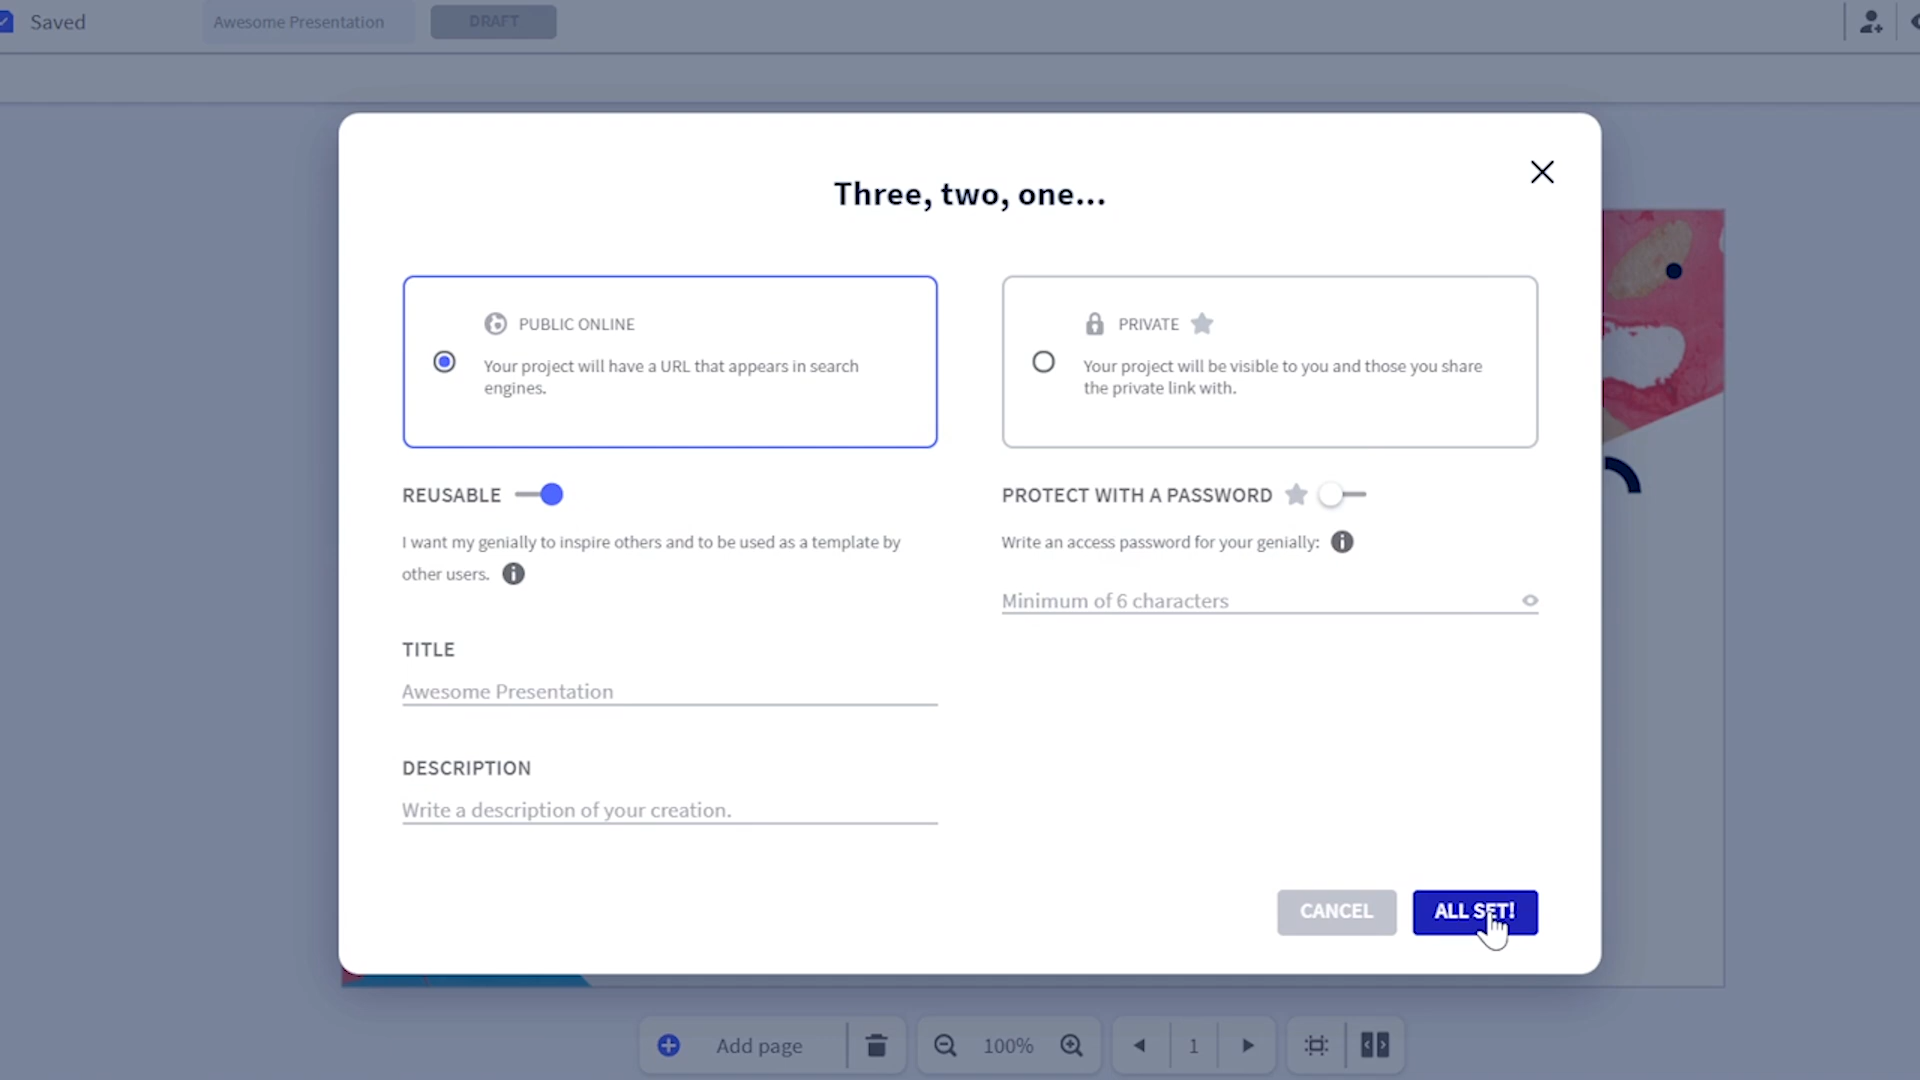 Saved
Awesome Presentation
DRAFT
Three, two, one...
PUBLIC ONLINE
Your project will have a URL that appears in search
engines.
PRIVATE
Your project will be visible to you and those you share
the private link with.
REUSABLE
I want my genially to inspire others and to be used as a template by
other users.
PROTECT WITH A PASSWORD
Write an access password for your genially:
Minimum of 6 characters
TITLE
Awesome Presentation
DESCRIPTION
Write a description of your creation.
CANCEL
ALL SET!
Add page
100%
1